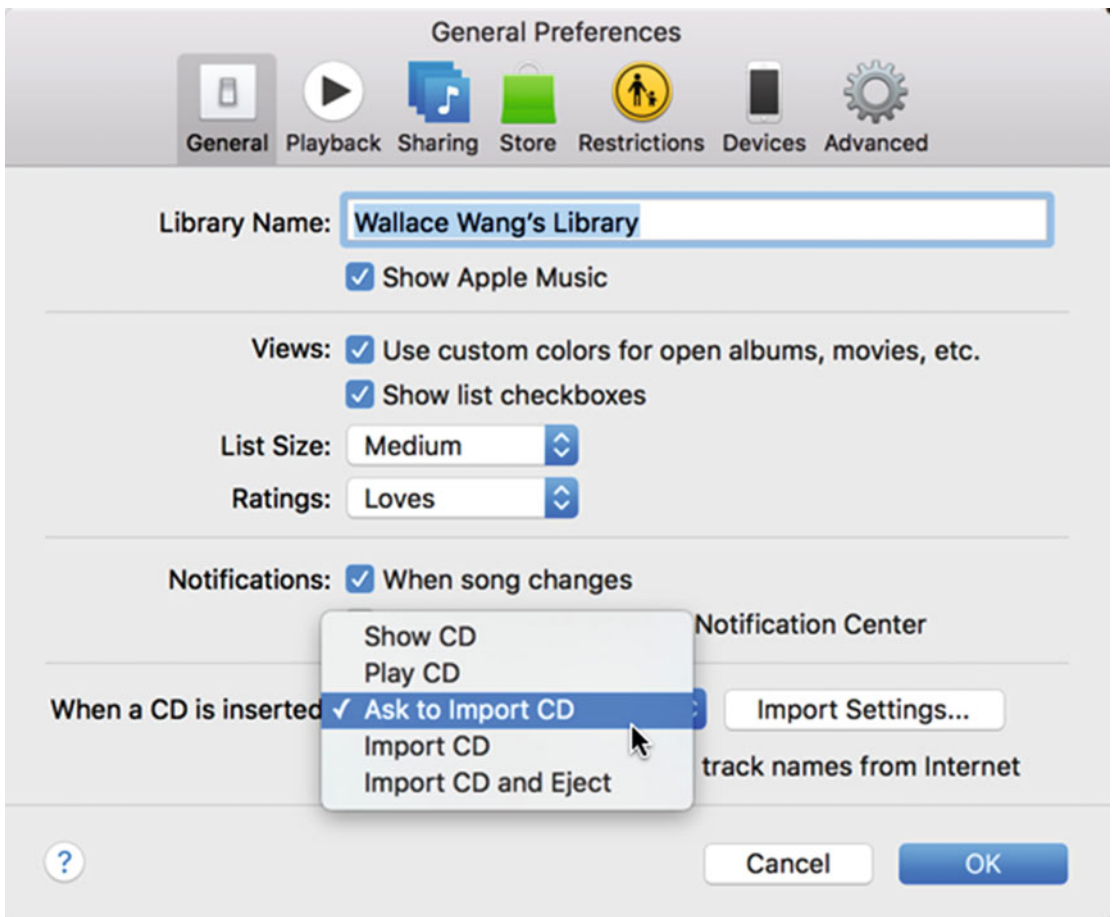 General Preferences
General Playback Sharing Store Restrictions Devices Advanced
Library Name: Wallace Wang’s Library
Show Apple Music
Views: Use custom colors for open albums, movies, etc.
Show list checkboxes
List Size: Medium
Ratings: Loves
Notifications: When song changes
Notification Center
Show CD
Play CD
When a CD is inserted ✓ Ask to Import CD Import Settings...
Import CD
track names from Internet
Import CD and Eject
? Cancel OK